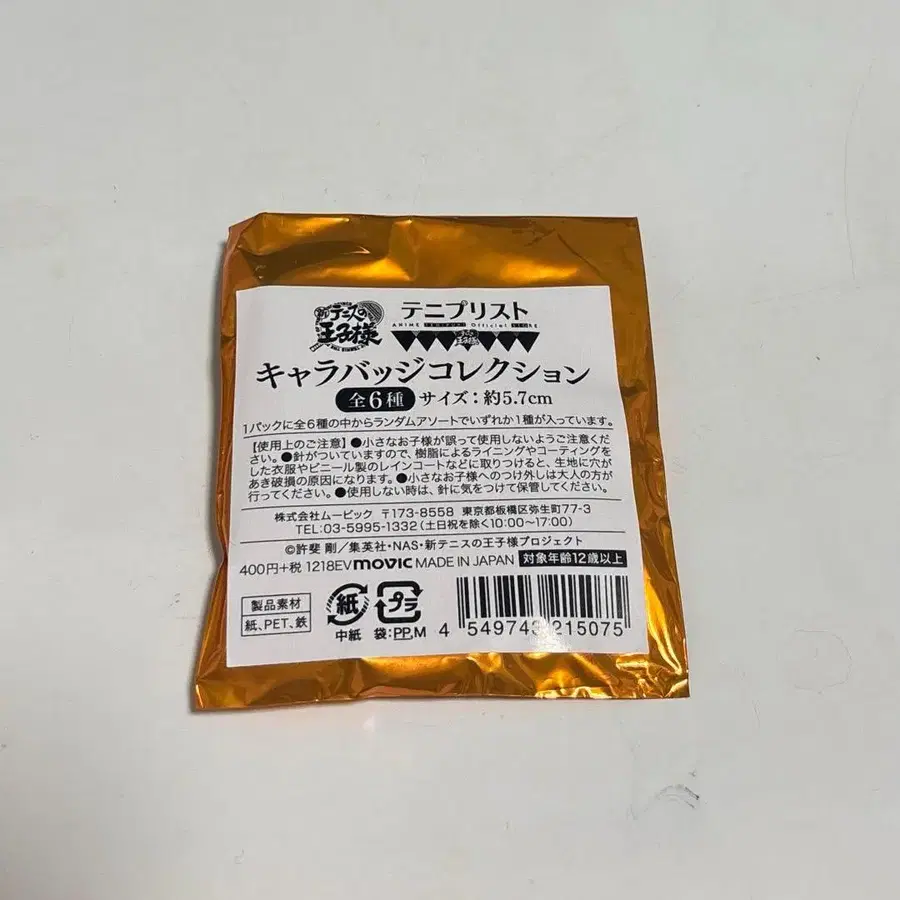 新テニスの王子様
テニプリスト
ANIME TENIPURI Official STORE
テニスの王子様
キャラバッジコレクション
全6種 サイズ:約5.7cm
1パックに全6種の中からランダムアソートでいずれか1種が入っています。
【使用上のご注意】●小さなお子様が誤って使用しないようご注意くだ
さい。●針がついていますので、樹脂によるライニングやコーティングを
した衣服やビニール製のレインコートなどに取りつけると、生地に穴が
あき破損の原因になります。●小さなお子様へのつけ外しは大人の方が
行ってください。●使用しない時は、針に気をつけて保管してください。
株式会社ムービック 〒173-8558 東京都板橋区弥生町77-3
TEL:03-5995-1332(土日祝を除く10:00〜17:00)
©許斐 剛/集英社・NAS・新テニスの王子様プロジェクト
400円+税 1218EV movic MADE IN JAPAN 対象年齢12歳以上
製品素材
紙、PET、鉄
紙
中紙
プラ
袋:PP,M
4 549743 215075